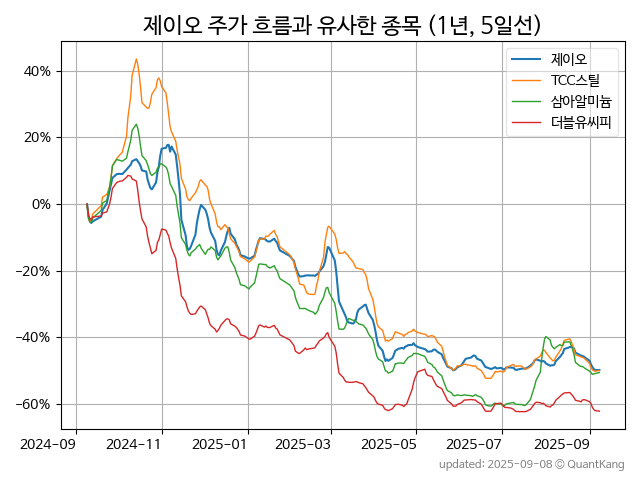 제이오 주가 흐름과 유사한 종목 (1년, 5일선)
제이오
TCC스틸
삼아알미늄
더블유씨피
40%
20%
0%
−20%
−40%
−60%
2024−09
2024−11
2025−01
2025−03
2025−05
2025−07
2025−09
updated: 2025-09-08 © QuantKang